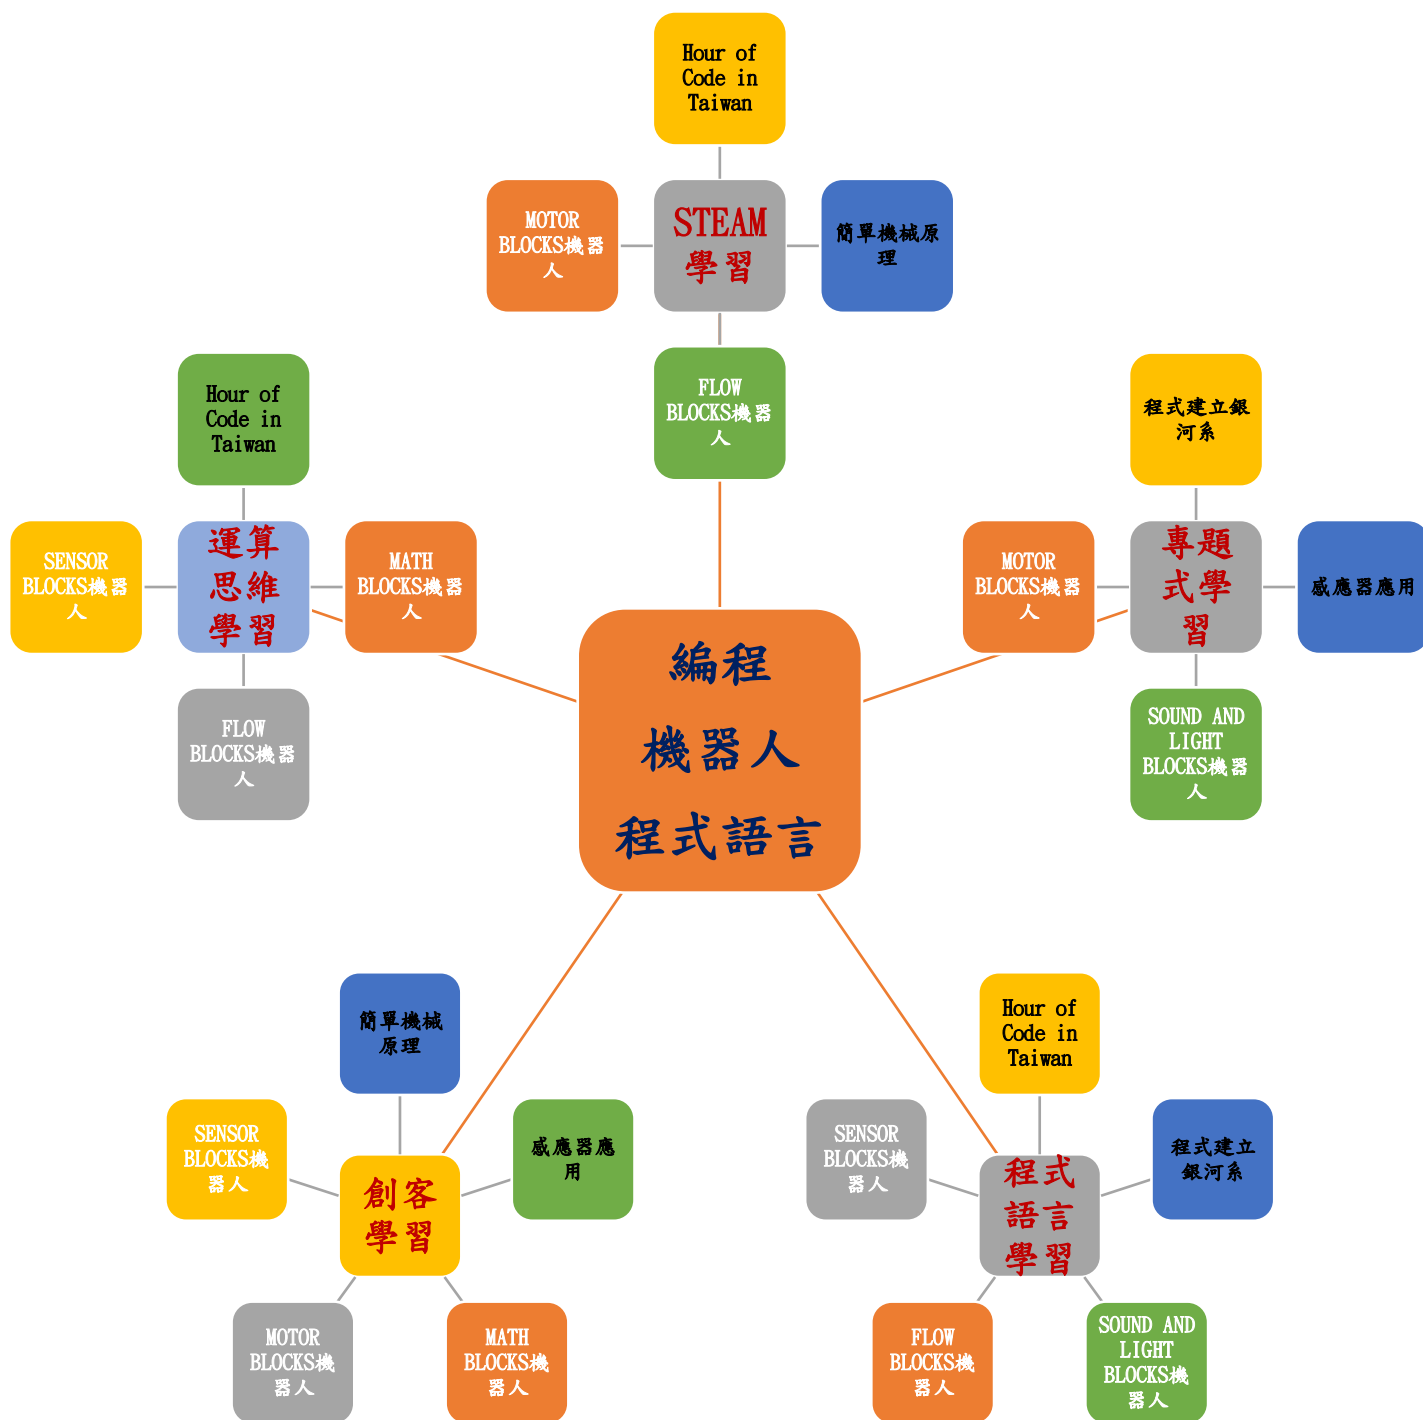 Hour of
Code in
Taiwan
MOTOR
BLOCKS機器
人
STEAM
學習
簡單機械原
理
FLOW
BLOCKS機器
人
Hour of
Code in
Taiwan
SENSOR
BLOCKS機器
人
運算
思維
學習
MATH
BLOCKS機器
人
FLOW
BLOCKS機器
人
程式建立銀
河系
MOTOR
BLOCKS機器
人
專題
式學
習
感應器應用
SOUND AND
LIGHT
BLOCKS機器
人
編程
機器人
程式語言
簡單機械
原理
SENSOR
BLOCKS機
器人
創客
學習
感應器應
用
MOTOR
BLOCKS機
器人
MATH
BLOCKS機
器人
Hour of
Code in
Taiwan
SENSOR
BLOCKS機
器人
程式
語言
學習
程式建立
銀河系
FLOW
BLOCKS機
器人
SOUND AND
LIGHT
BLOCKS機
器人